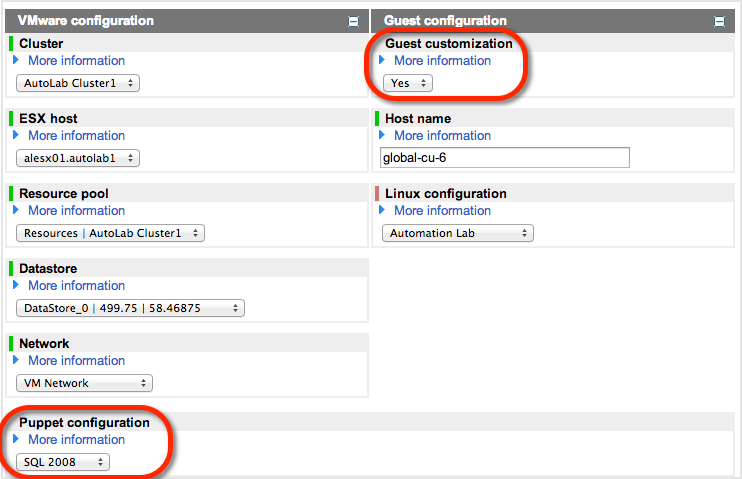 VMware configuration
Cluster
More information
AutoLab Cluster1
ESX host
More information
alesx01.autolab1
Resource pool
More information
Resources | AutoLab Cluster1
Datastore
More information
DataStore_0 | 499.75 | 58.46875
Network
More information
VM Network
Puppet configuration
More information
SQL 2008
Guest configuration
Guest customization
More information
Yes
Host name
More information
global-cu-6
Linux configuration
More information
Automation Lab